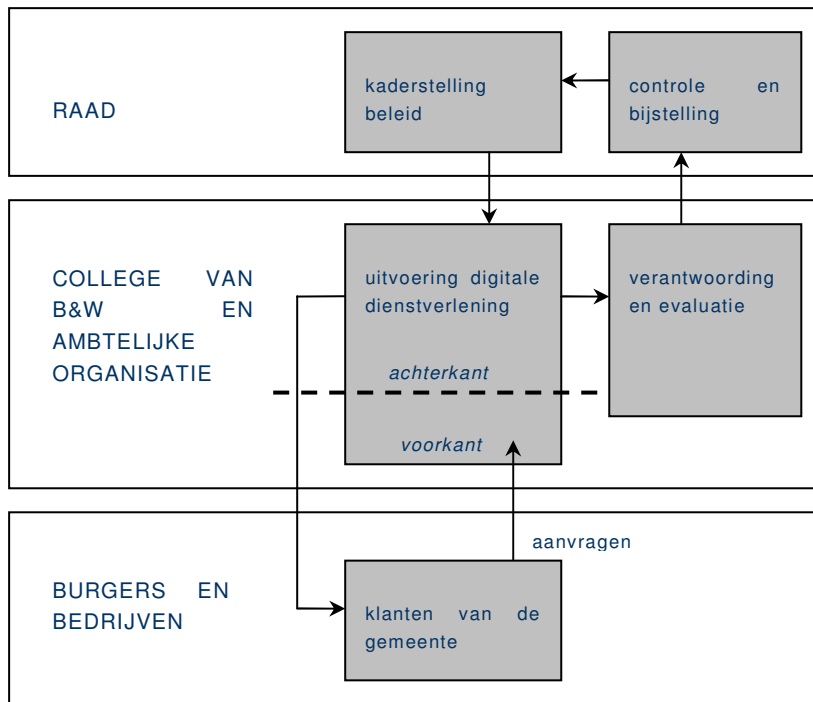 RAAD
kaderstelling
beleid
controle en
bijstelling
COLLEGE VAN
B&W EN
AMBTELIJKE
ORGANISATIE
uitvoering digitale
dienstverlening
achterkant
voorkant
verantwoording
en evaluatie
aanvragen
BURGERS EN
BEDRIJVEN
klanten van de
gemeente